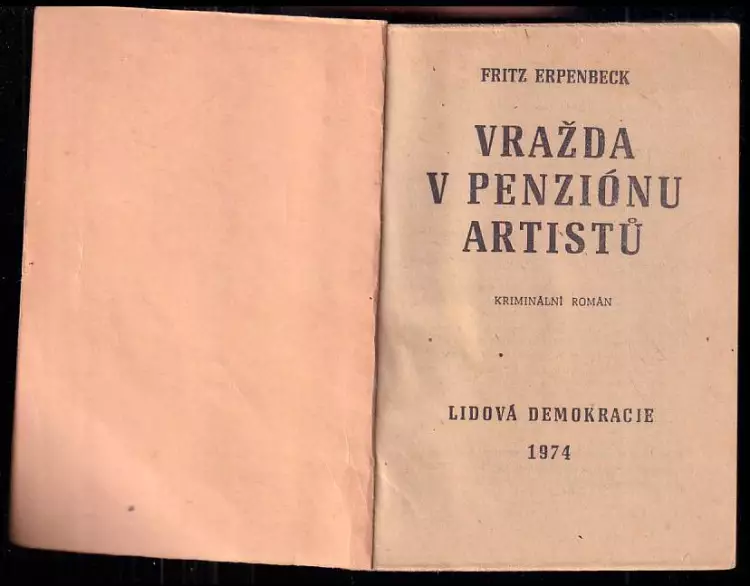 FRITZ ERPENBECK
VRAŽDA
V PENZIÓNU
ARTISTŮ
KRIMINÁLNÍ ROMÁN
LIDOVÁ DEMOKRACIE
1974